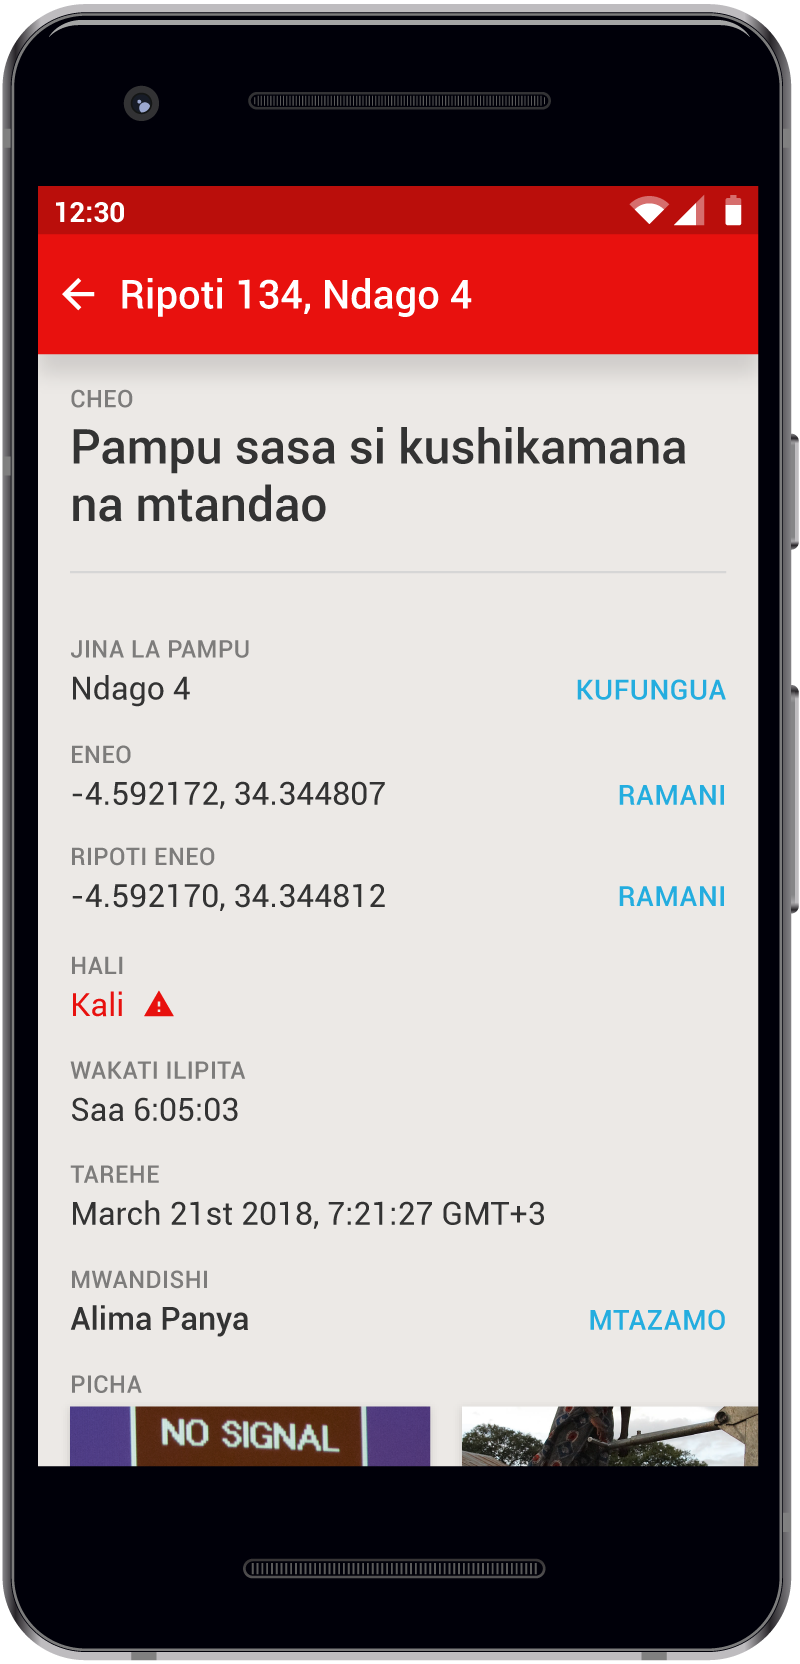 12:30
Ripoti 134, Ndago 4
CHEO
Pampu sasa si kushikamana
na mtandao
JINA LA PAMPU
Ndago 4 KUFUNGUA
ENEO
-4.592172, 34.344807 RAMANI
RIPOTI ENEO
-4.592170, 34.344812 RAMANI
HALI
Kali
WAKATI ILIPITA
Saa 6:05:03
TAREHE
March 21st 2018, 7:21:27 GMT+3
MWANDISHI
Alima Panya MTAZAMO
PICHA
NO SIGNAL